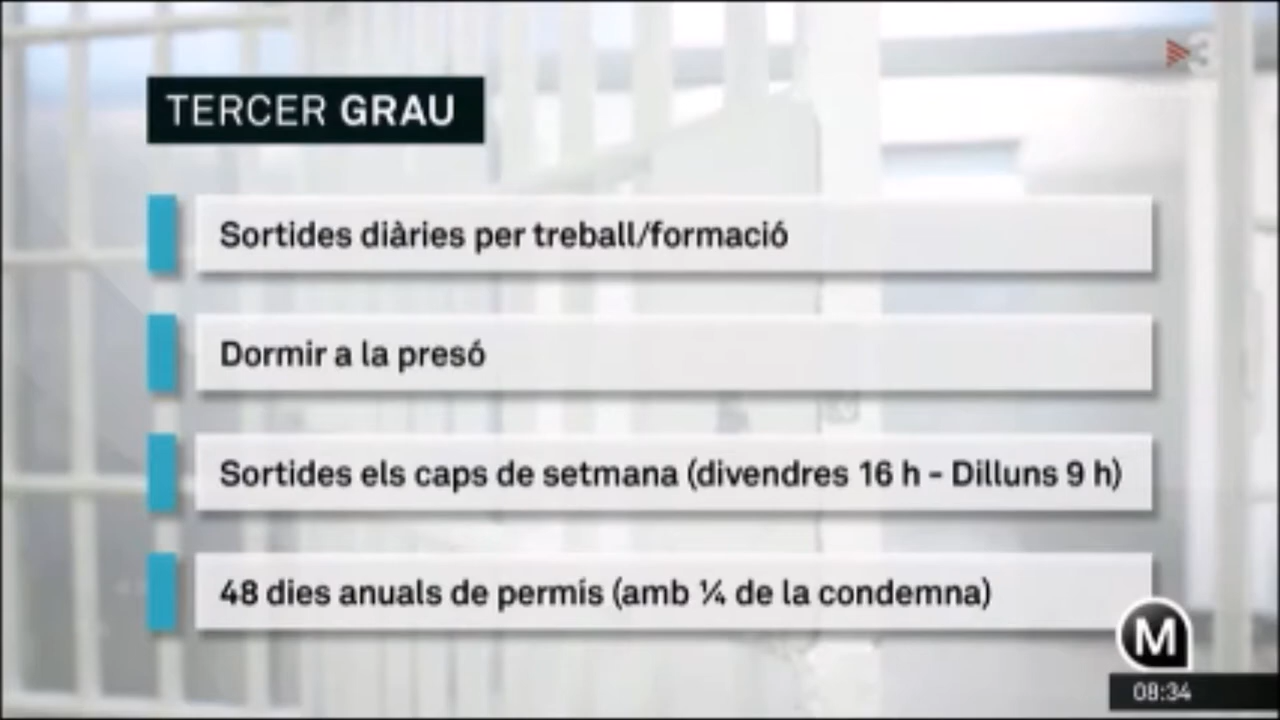 3
TERCER GRAU
Sortides diàries per treball/formació
Dormir a la presó
Sortides els caps de setmana (divendres 16 h - Dilluns 9 h)
48 dies anuals de permís (amb ¼ de la condemna)
M
08:34